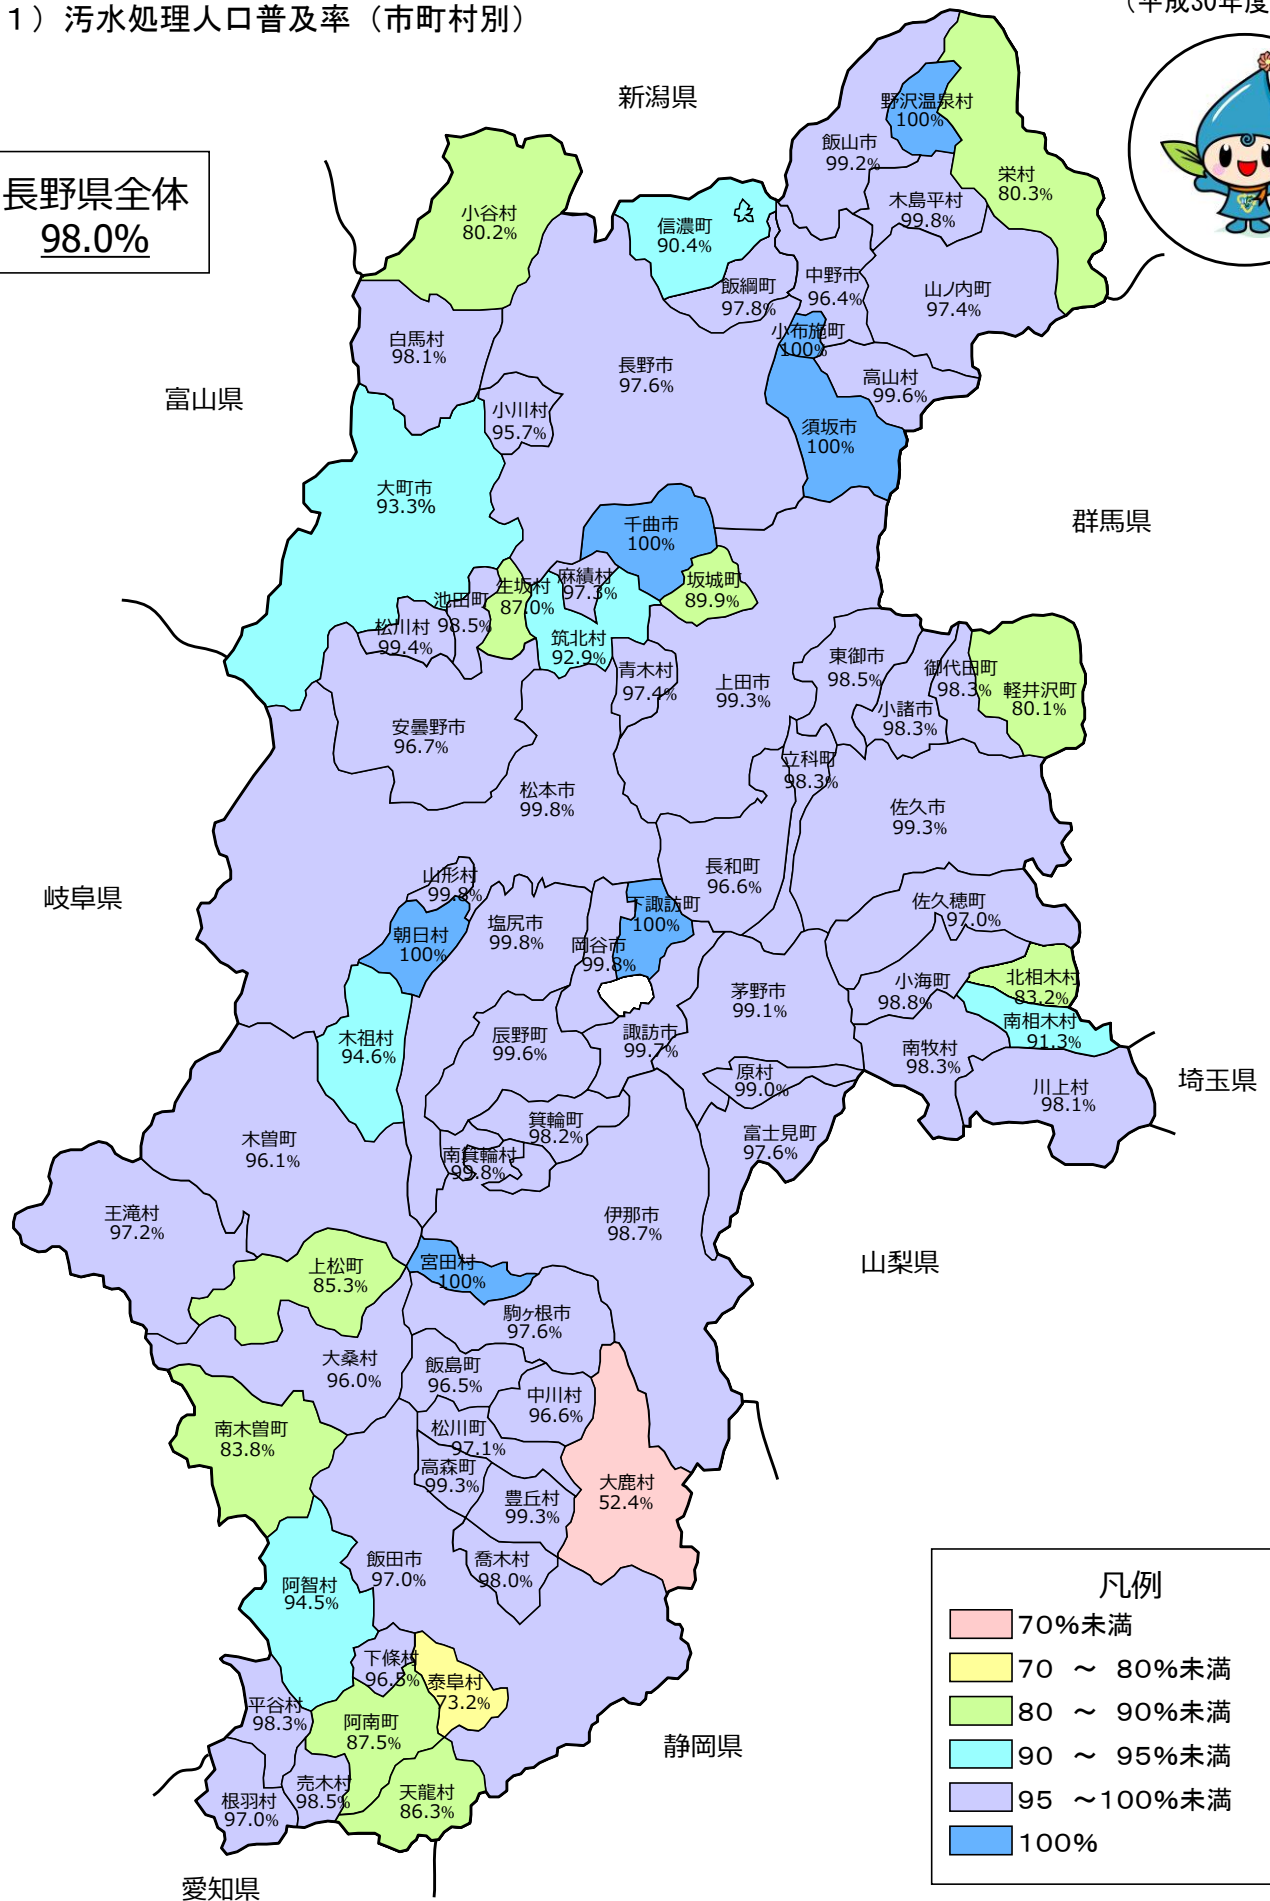 1）汚水処理人口普及率（市町村別）
（平成30年度
長野県全体
98.0%
新潟県
富山県
群馬県
岐阜県
埼玉県
山梨県
静岡県
愛知県
野沢温泉村
100%
飯山市
99.2%
栄村
80.3%
木島平村
99.8%
小谷村
80.2%
信濃町
90.4%
飯綱町
97.8%
中野市
96.4%
山ノ内町
97.4%
白馬村
98.1%
小布施町
100%
長野市
97.6%
高山村
99.6%
小川村
95.7%
須坂市
100%
大町市
93.3%
千曲市
100%
麻績村
97.3%
坂城町
89.9%
生坂村
87.0%
池田町
98.5%
松川村
99.4%
筑北村
92.9%
青木村
97.4%
上田市
99.3%
東御市
98.5%
御代田町
98.3%
軽井沢町
80.1%
小諸市
98.3%
安曇野市
96.7%
立科町
98.3%
松本市
99.8%
佐久市
99.3%
長和町
96.6%
山形村
99.8%
佐久穂町
97.0%
朝日村
100%
塩尻市
99.8%
岡谷市
99.8%
下諏訪町
100%
小海町
98.8%
北相木村
83.2%
茅野市
99.1%
南相木村
91.3%
木祖村
94.6%
辰野町
99.6%
諏訪市
99.7%
南牧村
98.3%
原村
99.0%
川上村
98.1%
箕輪町
98.2%
富士見町
97.6%
木曽町
96.1%
南箕輪村
99.8%
王滝村
97.2%
伊那市
98.7%
上松町
85.3%
宮田村
100%
駒ヶ根市
97.6%
大桑村
96.0%
飯島町
96.5%
中川村
96.6%
南木曽町
83.8%
松川町
97.1%
高森町
99.3%
大鹿村
52.4%
豊丘村
99.3%
飯田市
97.0%
喬木村
98.0%
阿智村
94.5%
下條村
96.5%
泰阜村
73.2%
平谷村
98.3%
阿南町
87.5%
売木村
98.5%
天龍村
86.3%
根羽村
97.0%
凡例
70%未満
70 ～ 80%未満
80 ～ 90%未満
90 ～ 95%未満
95 ～100%未満
100%